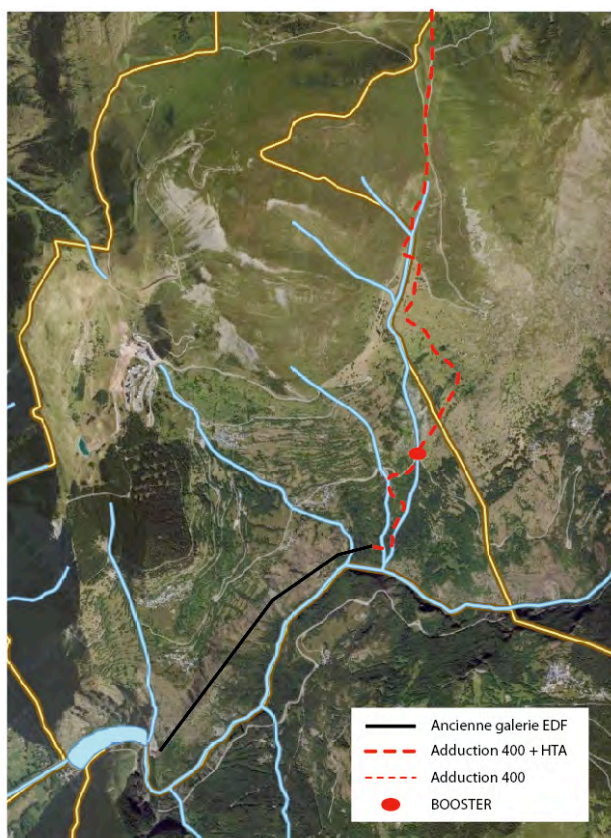 Ancienne galerie EDF
Adduction 400 + HTA
Adduction 400
BOOSTER